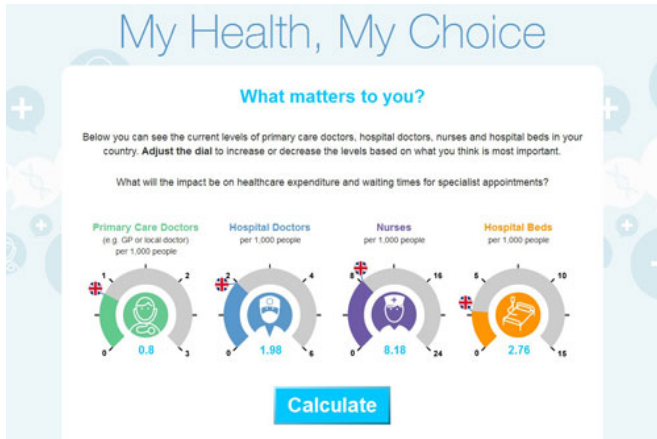 My Health, My Choice
What matters to you?
Below you can see the current levels of primary care doctors, hospital doctors, nurses and hospital beds in your
country. Adjust the dial to increase or decrease the levels based on what you think is most important.
What will the impact be on healthcare expenditure and waiting times for specialist appointments?
Primary Care Doctors
(e.g. GP or local doctor)
per 1,000 people
1 2
0 3
0.8
Hospital Doctors
per 1,000 people
2 4
0 6
1.98
Nurses
per 1,000 people
8 16
0 24
8.18
Hospital Beds
per 1,000 people
5 10
0 15
2.76
Calculate